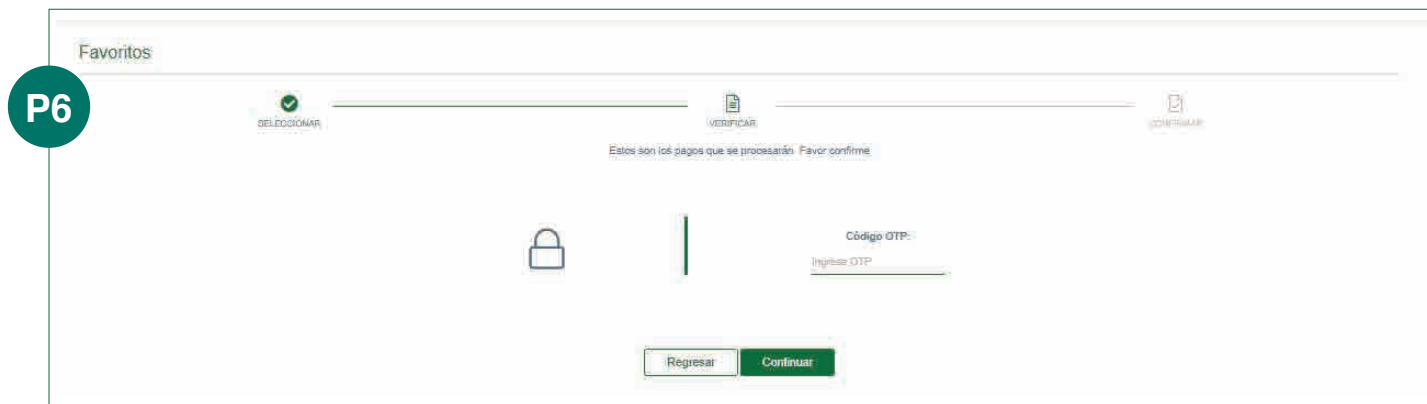 Favoritos
P6
SELECCIONAR
VERIFICAR
CONFIRMAR
Estos son los pagos que se procesarán Favor confirme
Código OTP:
Ingrese OTP
Regresar
Continuar